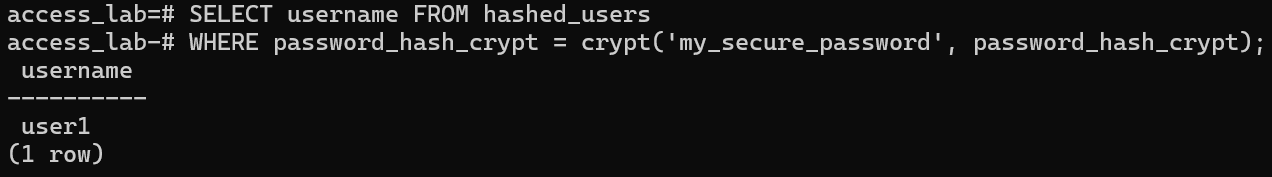 access_lab=# SELECT username FROM hashed_users
access_lab-# WHERE password_hash_crypt = crypt('my_secure_password', password_hash_crypt);
 username
----------
 user1
(1 row)